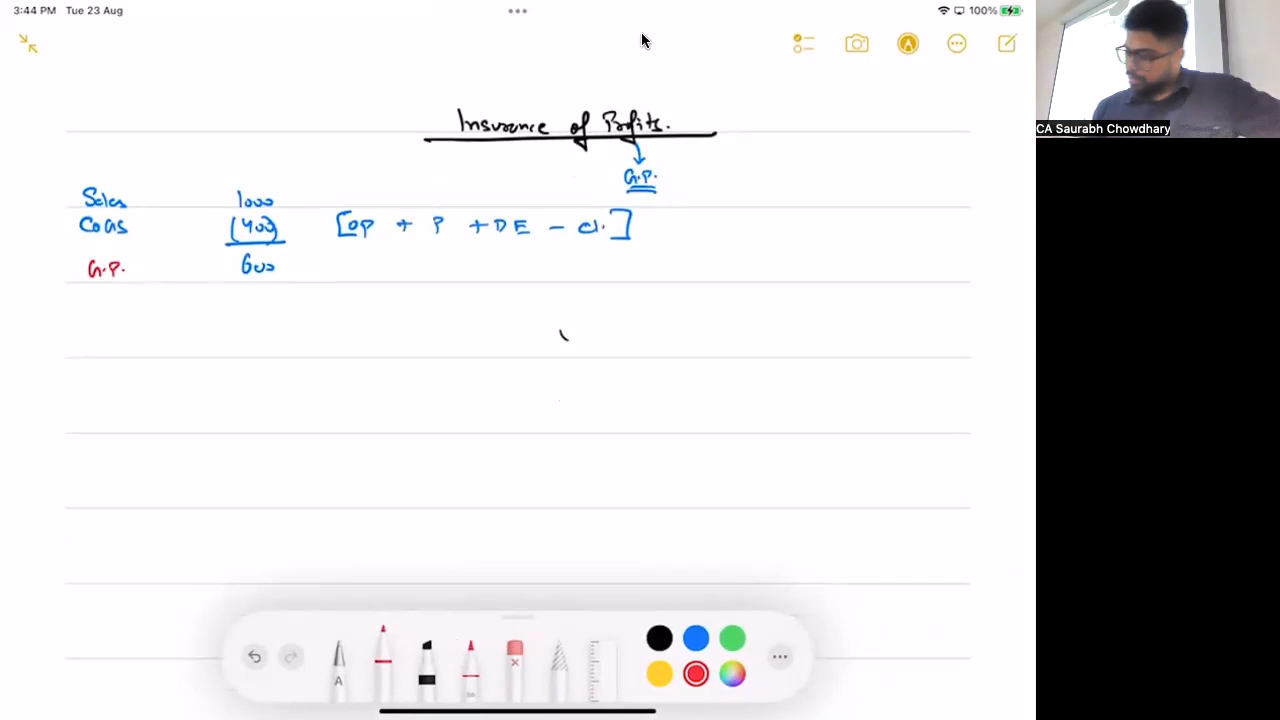 3:44 PM Tue 23 Aug
100%
CA Saurabh Chowdhary
Insurance of Profits.
G.P.
Sales 1000
COGS (400) [OP + P + DE - Cl.]
G.P. 600
A